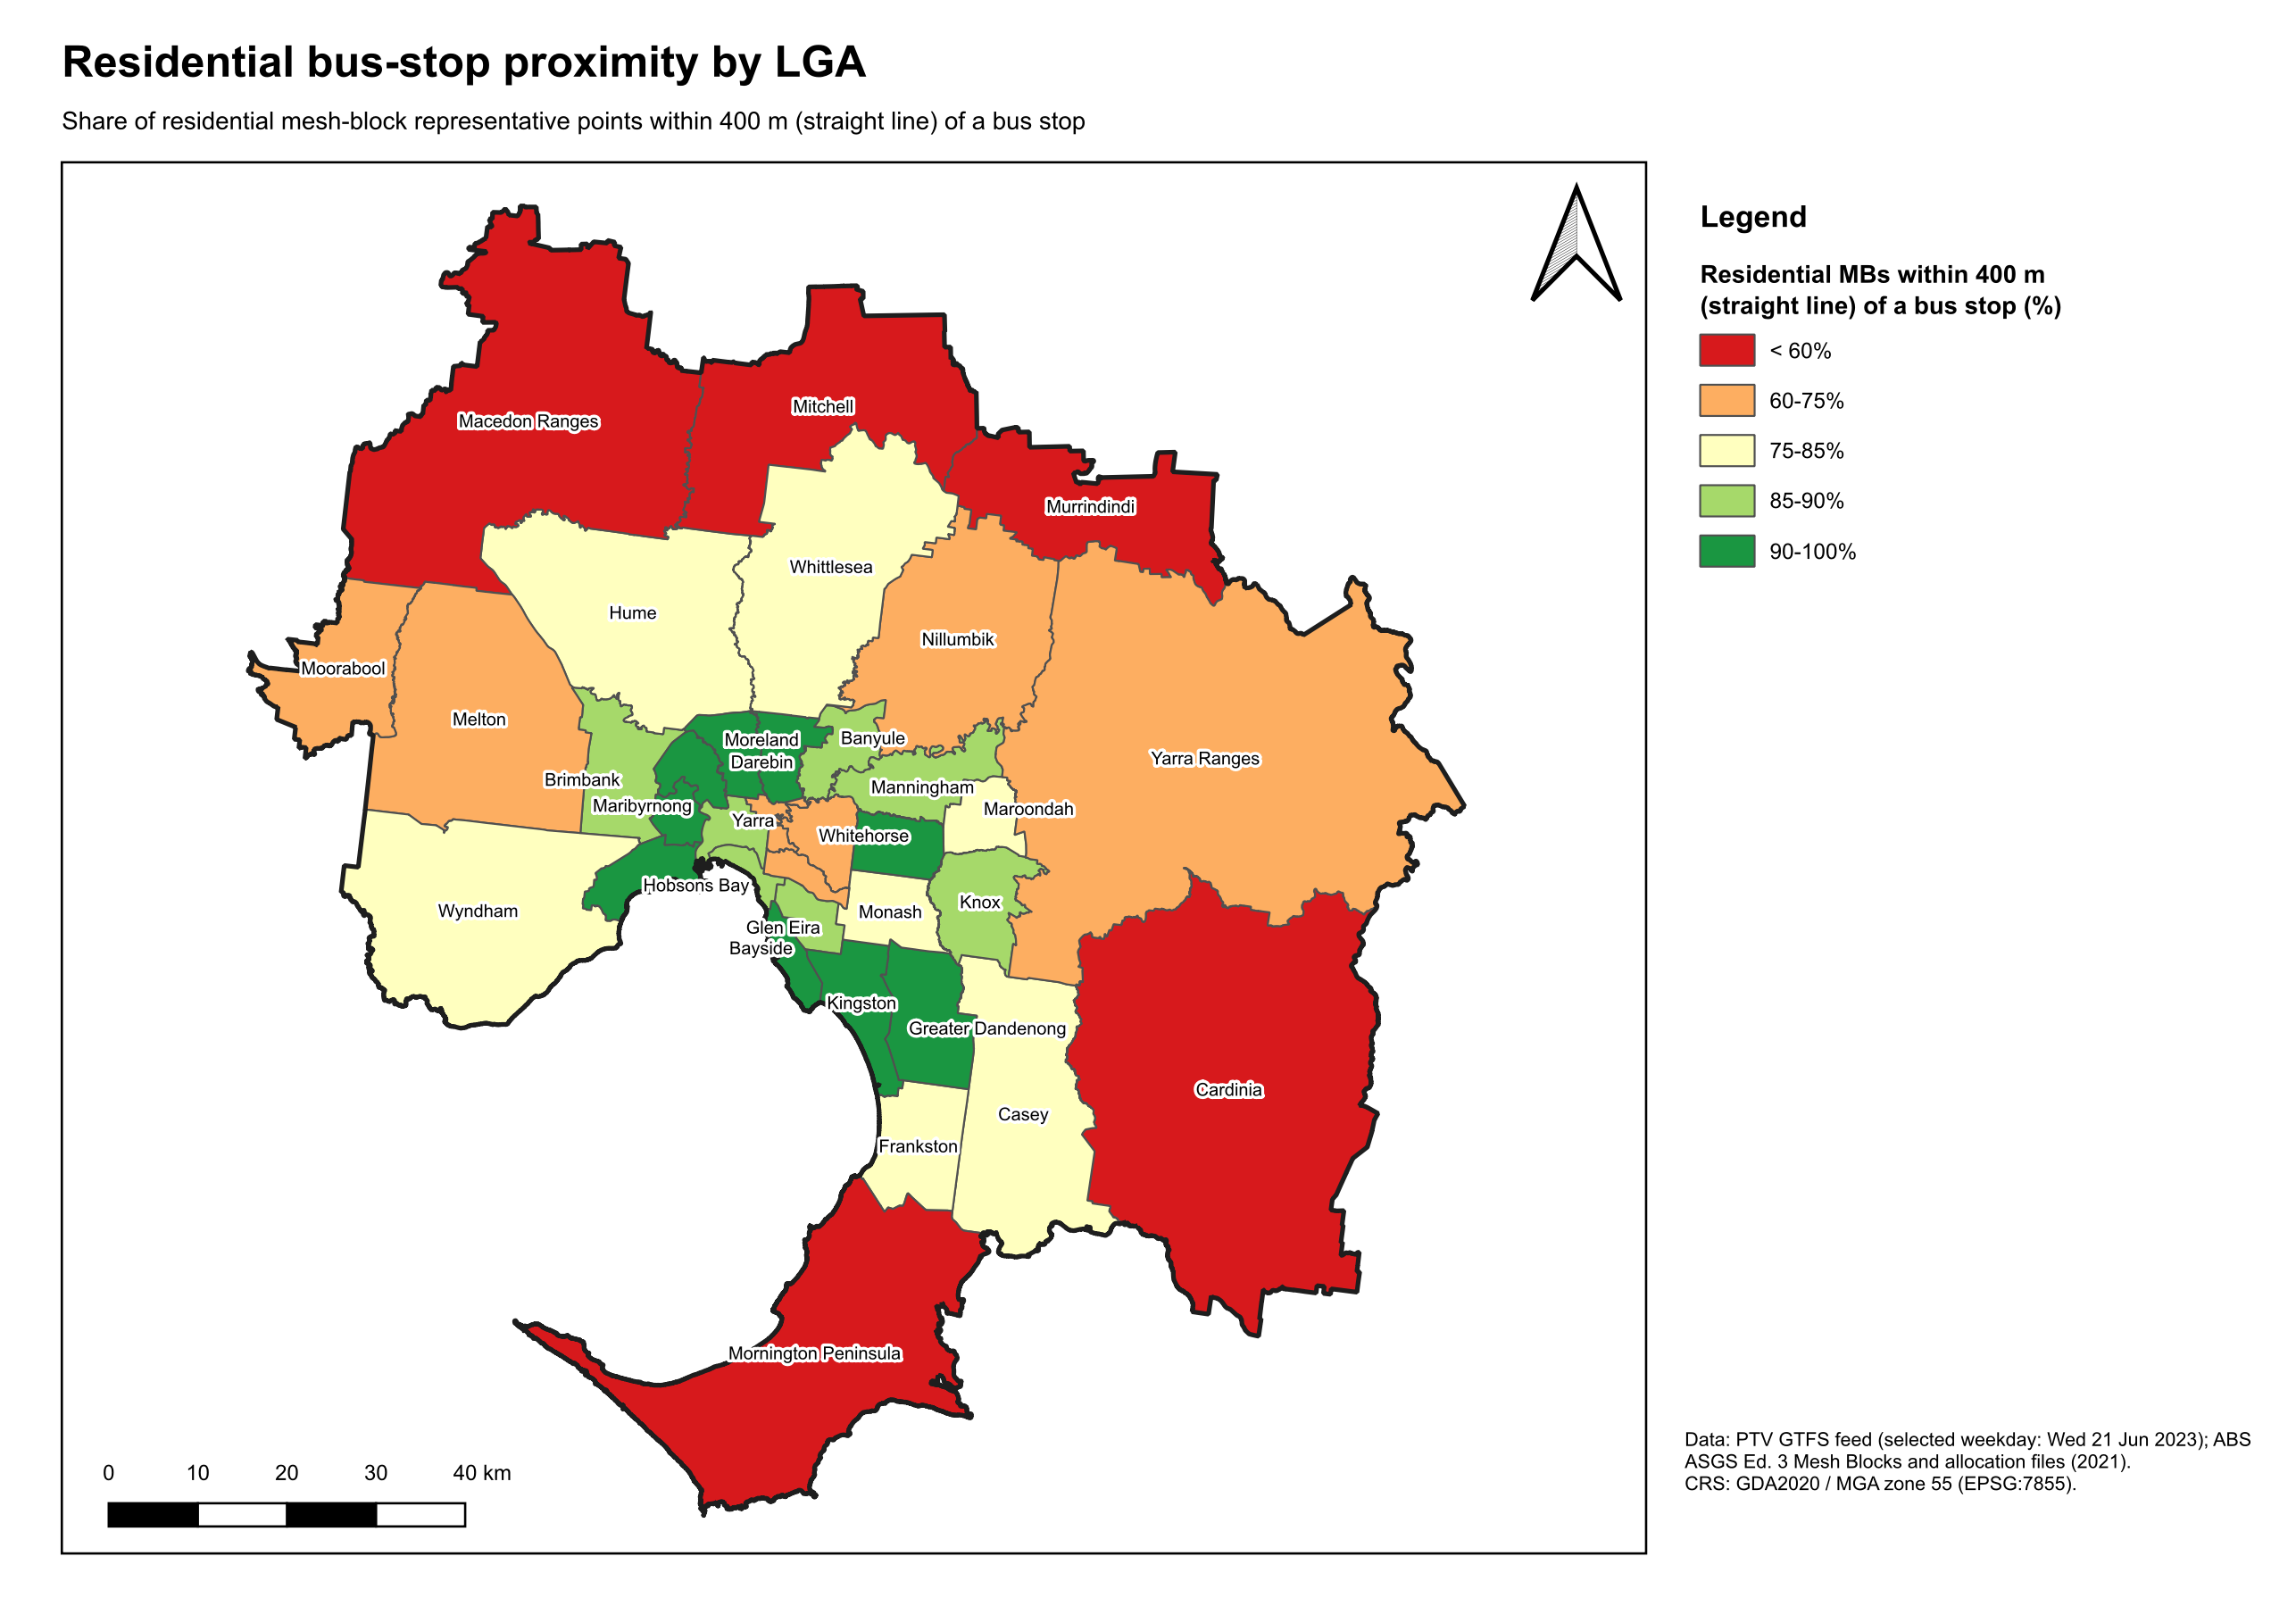 Residential bus-stop proximity by LGA
Share of residential mesh-block representative points within 400 m (straight line) of a bus stop
Legend
Residential MBs within 400 m
(straight line) of a bus stop (%)
< 60%
60-75%
75-85%
85-90%
90-100%
Macedon Ranges
Mitchell
Murrindindi
Whittlesea
Hume
Nillumbik
Moorabool
Melton
Moreland
Banyule
Darebin
Yarra Ranges
Brimbank
Manningham
Maribyrnong
Maroondah
Yarra
Whitehorse
Hobsons Bay
Knox
Wyndham
Monash
Glen Eira
Bayside
Kingston
Greater Dandenong
Cardinia
Casey
Frankston
Mornington Peninsula
0 10 20 30 40 km
Data: PTV GTFS feed (selected weekday: Wed 21 Jun 2023); ABS
ASGS Ed. 3 Mesh Blocks and allocation files (2021).
CRS: GDA2020 / MGA zone 55 (EPSG:7855).